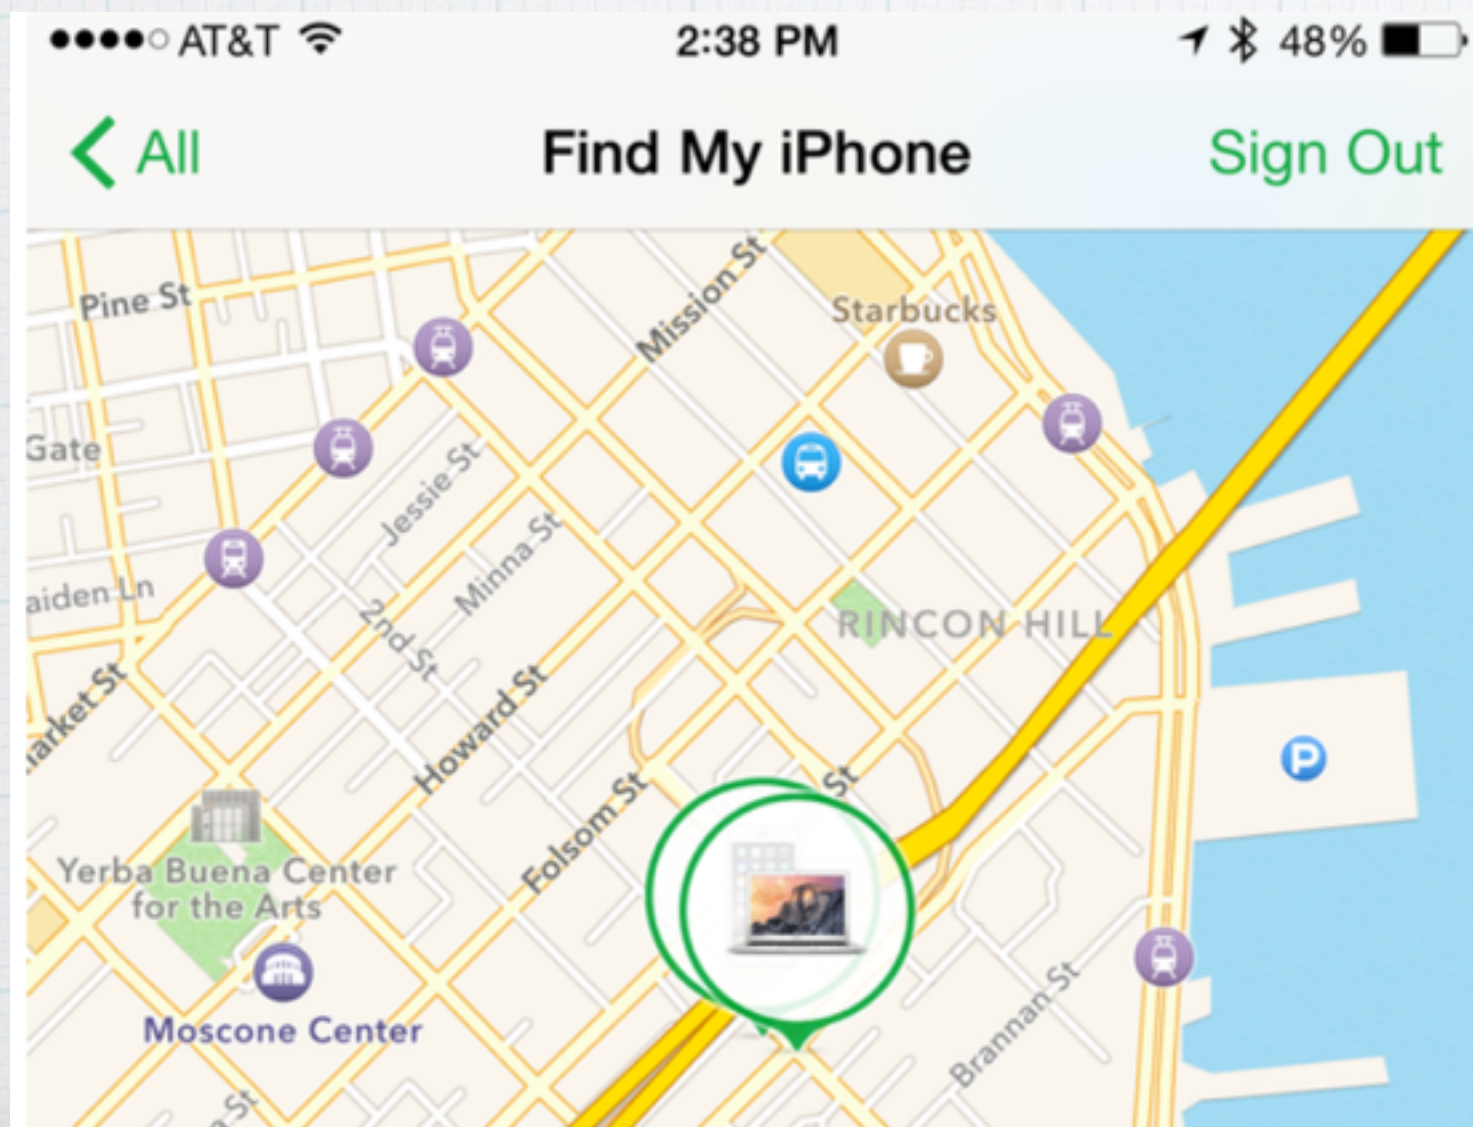 AT&T 2:38 PM 48%
All Find My iPhone Sign Out
Mission St
Pine St
Starbucks
Gate
Jessie St
Minna St
aiden Ln
2nd St
RINCON HILL
Howard St
arket St
P
St
Folsom St
Yerba Buena Center
for the Arts
Brannan St
Moscone Center
a St